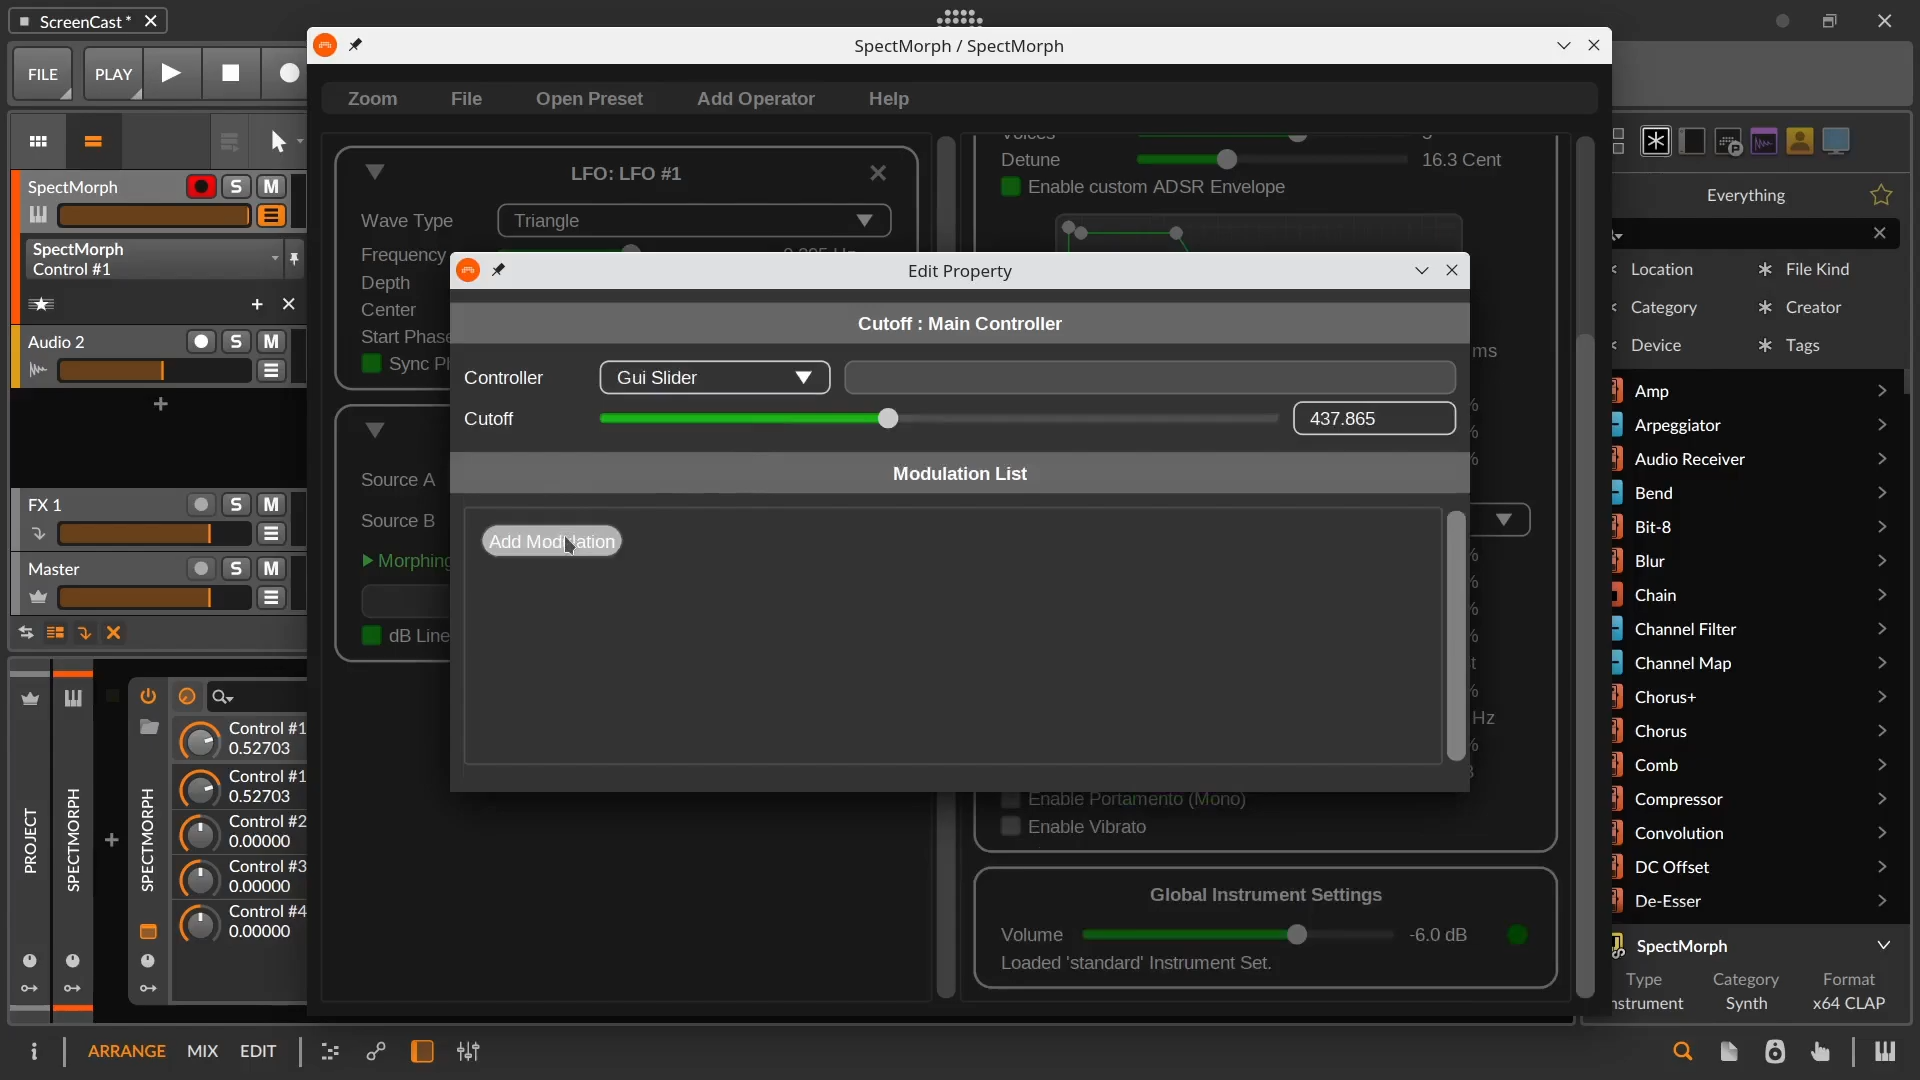 ScreenCast *
SpectMorph / SpectMorph
FILE
PLAY
Zoom
File
Open Preset
Add Operator
Help
LFO: LFO #1
Wave Type
Triangle
Frequency
Depth
Center
Start Phase
Source A
Source B
Morphing
Detune
16.3 Cent
Enable custom ADSR Envelope
ms
Hz
Edit Property
Cutoff : Main Controller
Controller
Gui Slider
Cutoff
437.865
Modulation List
Add Modulation
Enable Portamento (Mono)
Enable Vibrato
Global Instrument Settings
Volume
-6.0 dB
Loaded 'standard' Instrument Set.
SpectMorph
S
M
SpectMorph
Control #1
Audio 2
S
M
FX 1
S
M
Master
S
M
PROJECT
SPECTMORPH
SPECTMORPH
Control #1
0.52703
Control #1
0.52703
Control #2
0.00000
Control #3
0.00000
Control #4
0.00000
Everything
Location
File Kind
Category
Creator
Device
Tags
Amp
Arpeggiator
Audio Receiver
Bend
Bit-8
Blur
Chain
Channel Filter
Channel Map
Chorus+
Chorus
Comb
Compressor
Convolution
DC Offset
De-Esser
SpectMorph
Type
Category
Format
nstrument
Synth
x64 CLAP
ARRANGE
MIX
EDIT